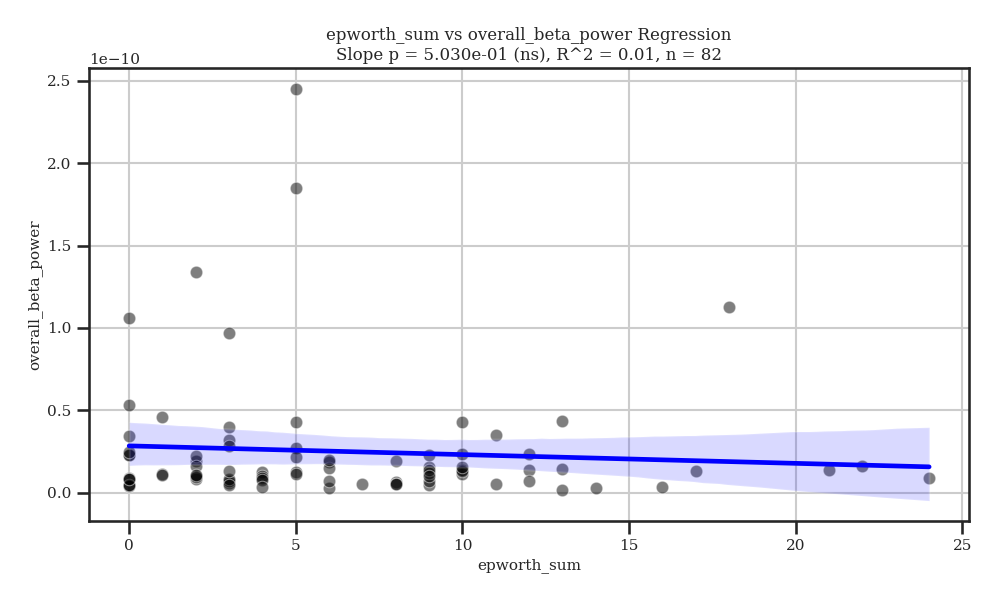 epworth_sum vs overall_beta_power Regression
Slope p = 5.030e-01 (ns), R^2 = 0.01, n = 82
1e−10
2.5
2.0
1.5
1.0
0.5
0.0
overall_beta_power
0 5 10 15 20 25
epworth_sum